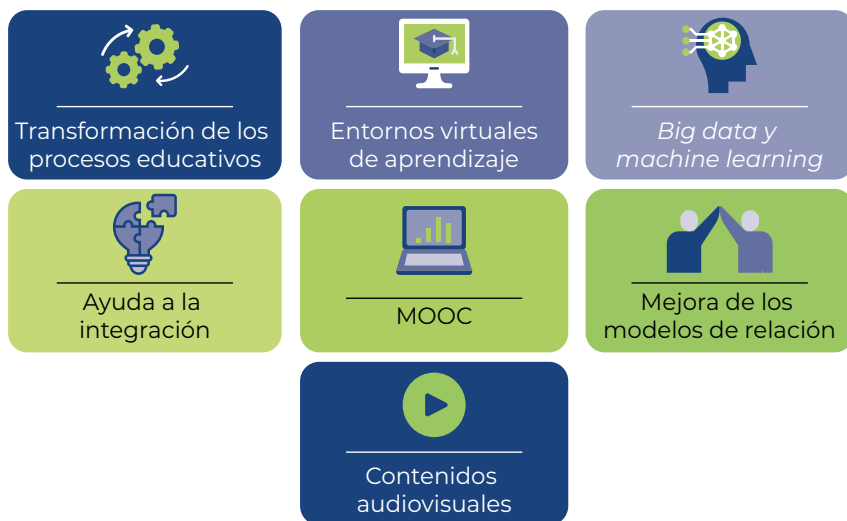 Transformación de los
procesos educativos
Entornos virtuales
de aprendizaje
Big data y
machine learning
Ayuda a la
integración
MOOC
Mejora de los
modelos de relación
Contenidos
audiovisuales